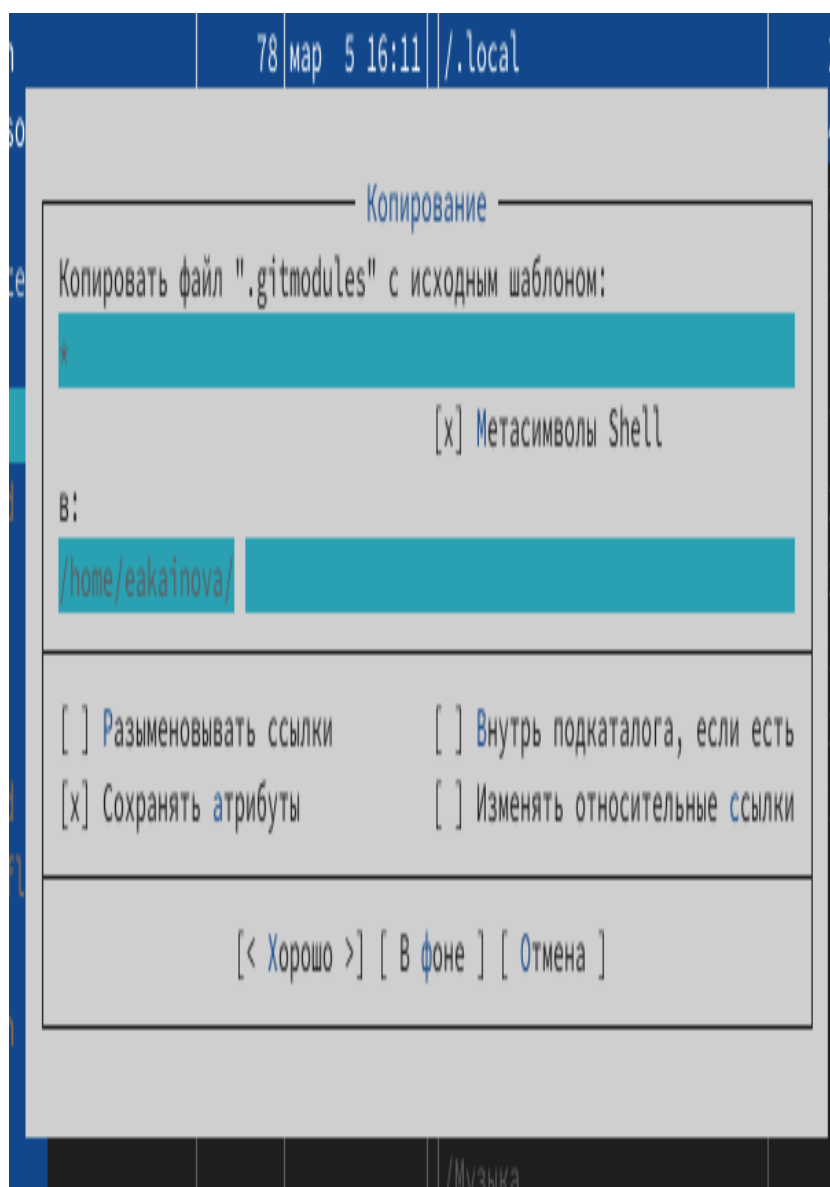 78 мар 5 16:11 /.local
Копирование
Копировать файл ".gitmodules" с исходным шаблоном:
*
[x] Метасимволы Shell
в:
/home/eakainova/
[ ] Разыменовывать ссылки [ ] Внутрь подкаталога, если есть
[x] Сохранять атрибуты [ ] Изменять относительные ссылки
[< Хорошо >] [ В фоне ] [ Отмена ]
/Музыка